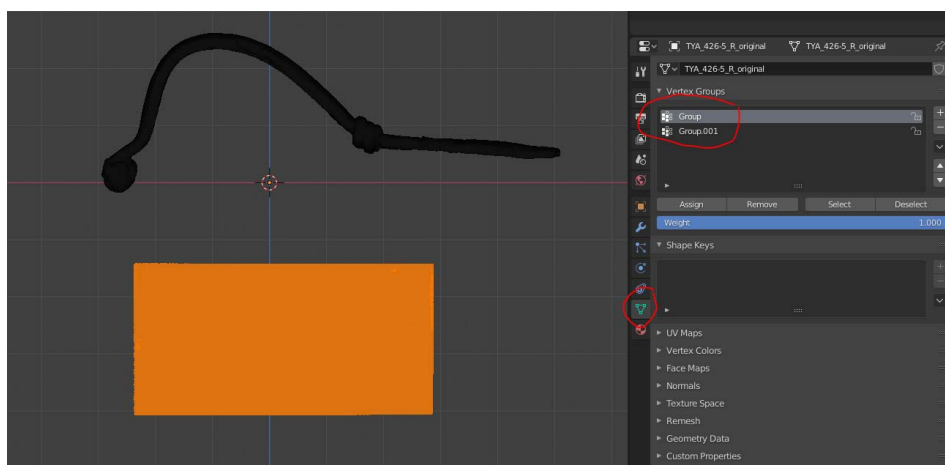 TYA_426-5_R_original TYA_426-5_R_original
TYA_426-5_R_original
Vertex Groups
Group
Group.001
Assign Remove Select Deselect
Weight 1.000
Shape Keys
UV Maps
Vertex Colors
Face Maps
Normals
Texture Space
Remesh
Geometry Data
Custom Properties